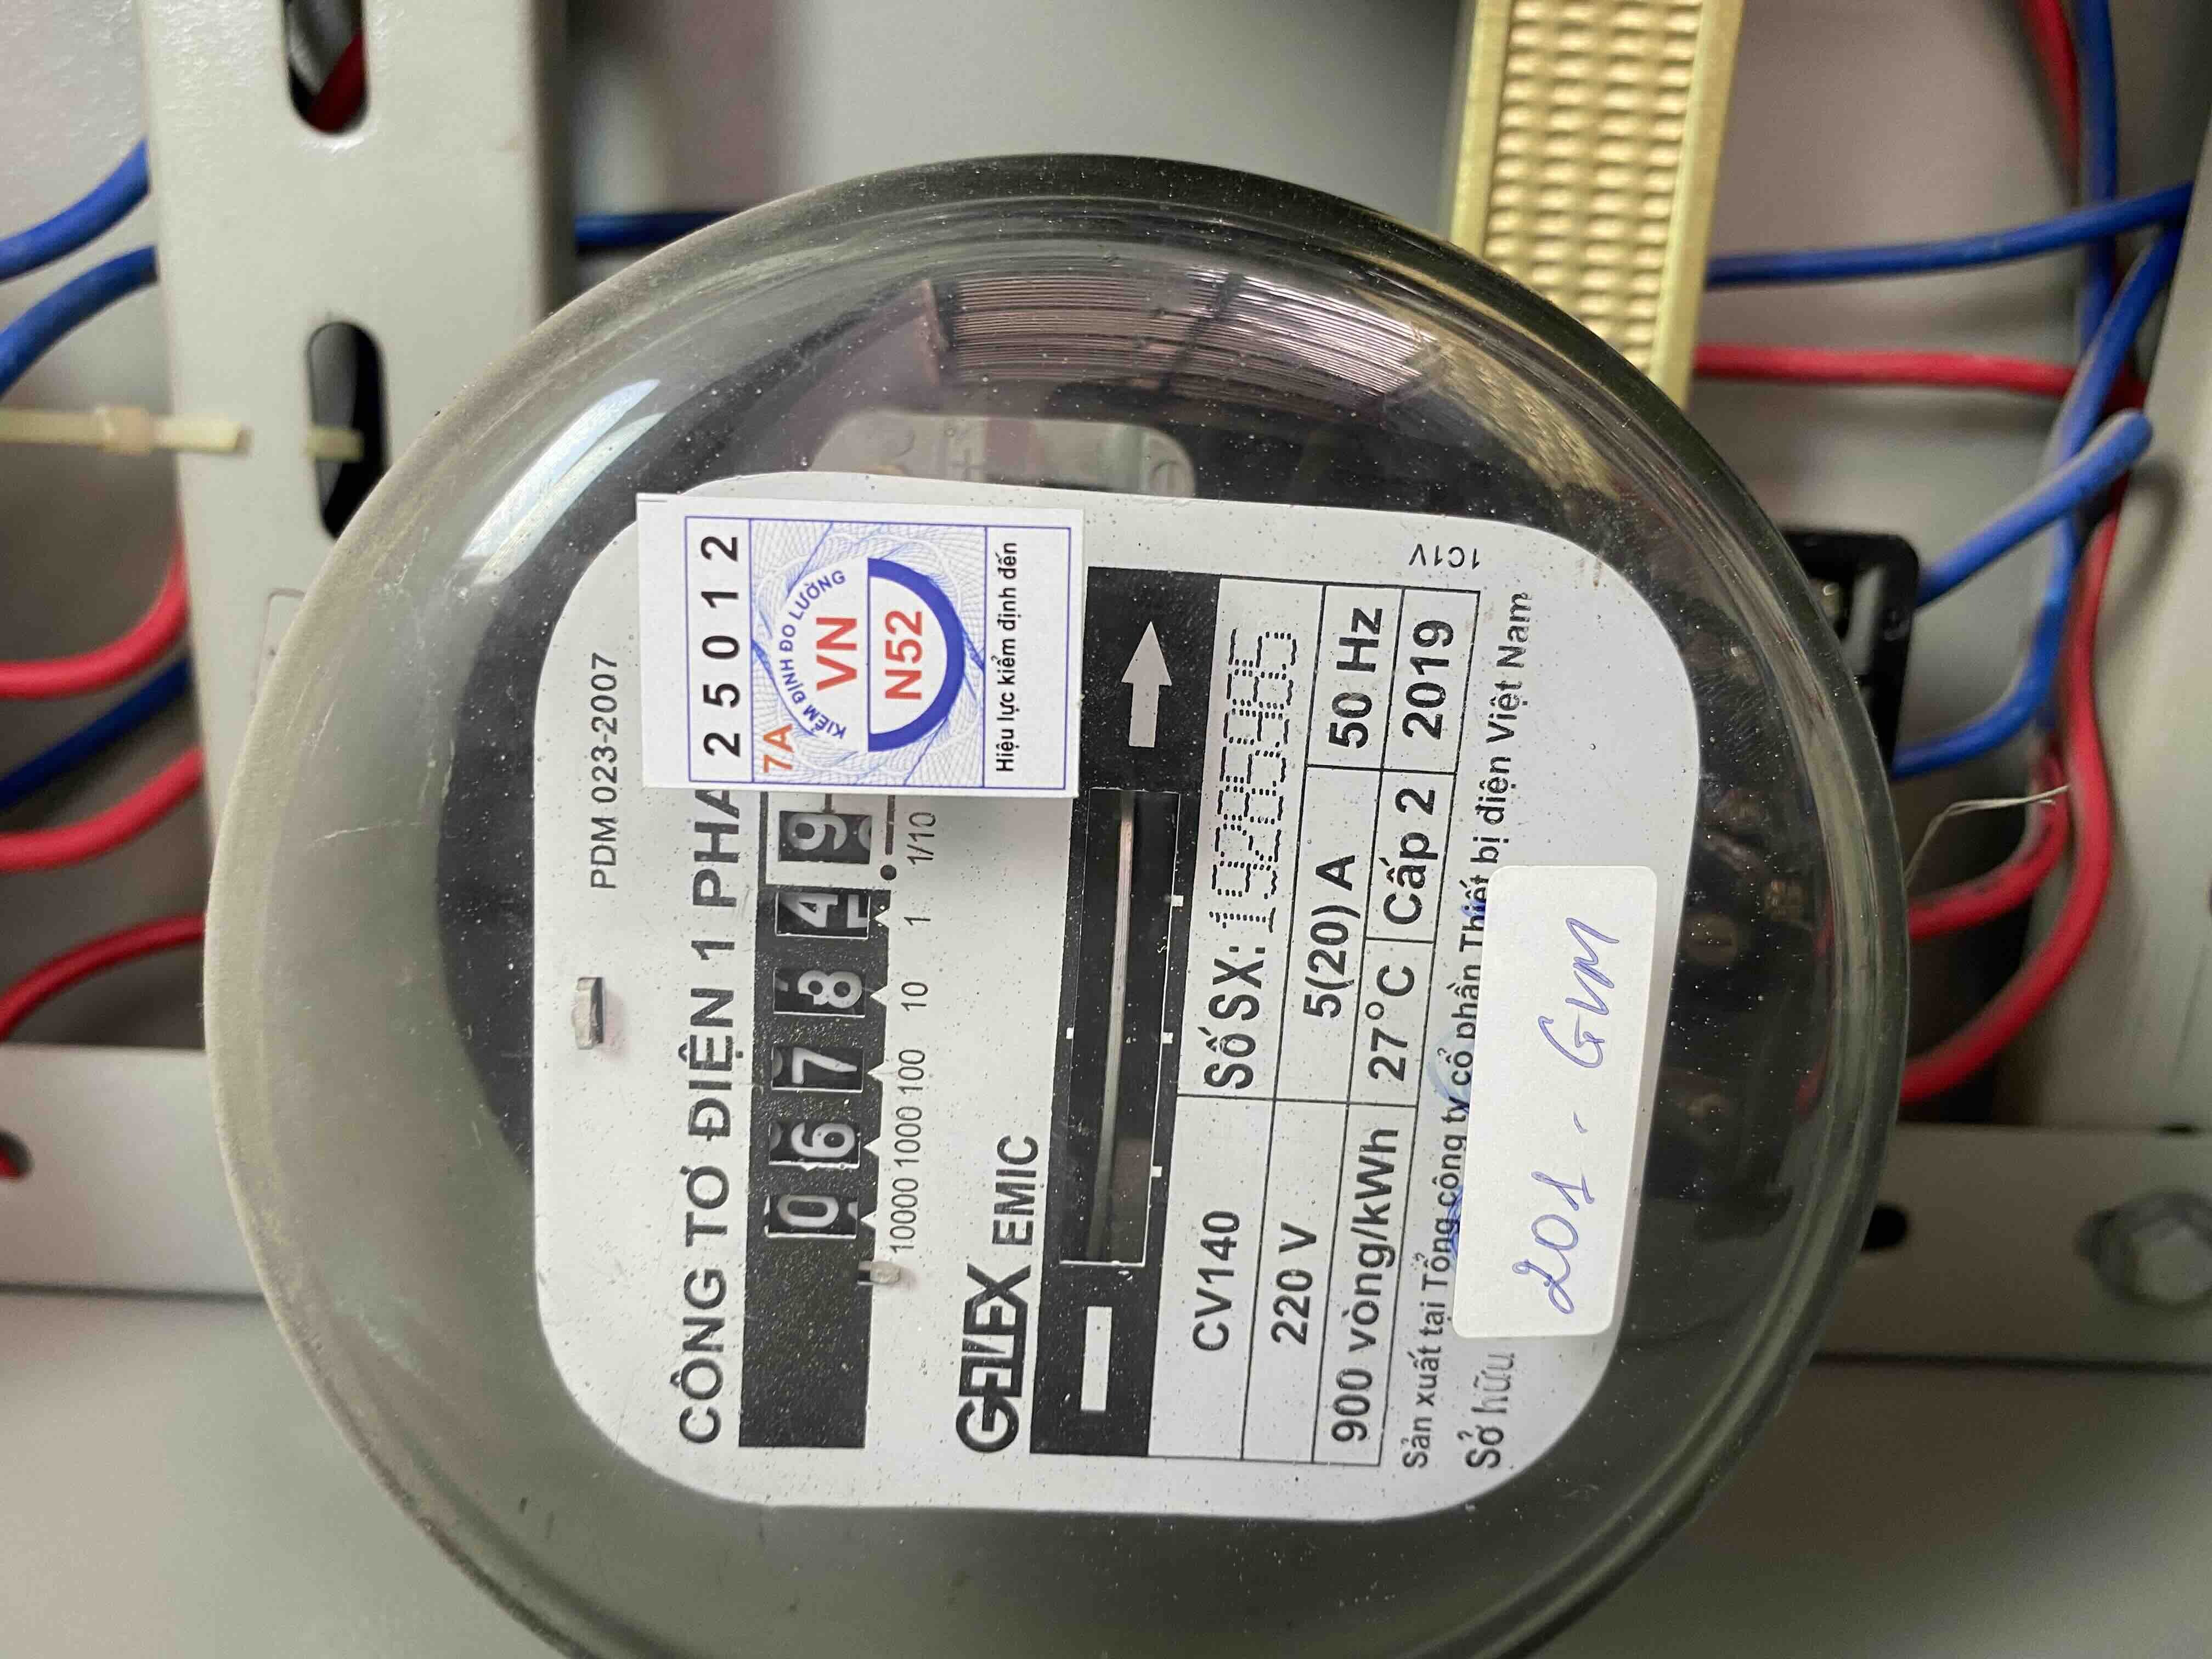 PDM 023-2007
CÔNG TƠ ĐIỆN 1 PHA
2 5 0 1 2
7A
KIỂM ĐỊNH ĐO LƯỜNG
VN
N52
Hiệu lực kiểm định đến
0 6 7 8 4 9
10000 1000 100 10 1 1/10
GELEX EMIC
CV140 Số SX:
220 V 5(20) A 50 Hz
900 vòng/kWh 27°C Cấp 2 2019
1C1V
Sản xuất tại Tổng công ty cổ phần Thiết bị điện Việt Nam
Sở hữu
201 - GVM